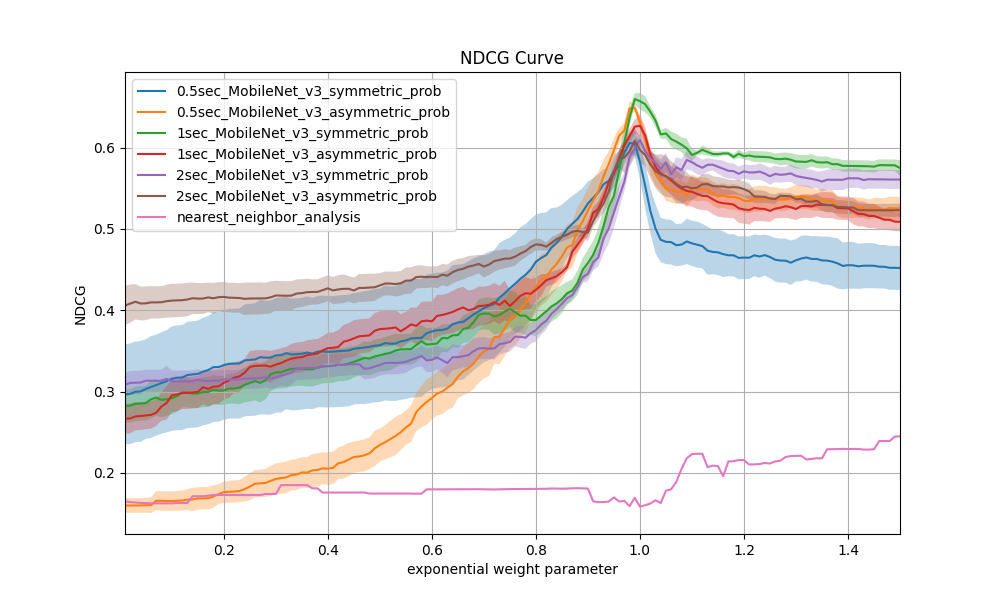 NDCG Curve
0.5sec_MobileNet_v3_symmetric_prob
0.5sec_MobileNet_v3_asymmetric_prob
1sec_MobileNet_v3_symmetric_prob
1sec_MobileNet_v3_asymmetric_prob
2sec_MobileNet_v3_symmetric_prob
2sec_MobileNet_v3_asymmetric_prob
nearest_neighbor_analysis
NDCG
0.6
0.5
0.4
0.3
0.2
0.2 0.4 0.6 0.8 1.0 1.2 1.4
exponential weight parameter